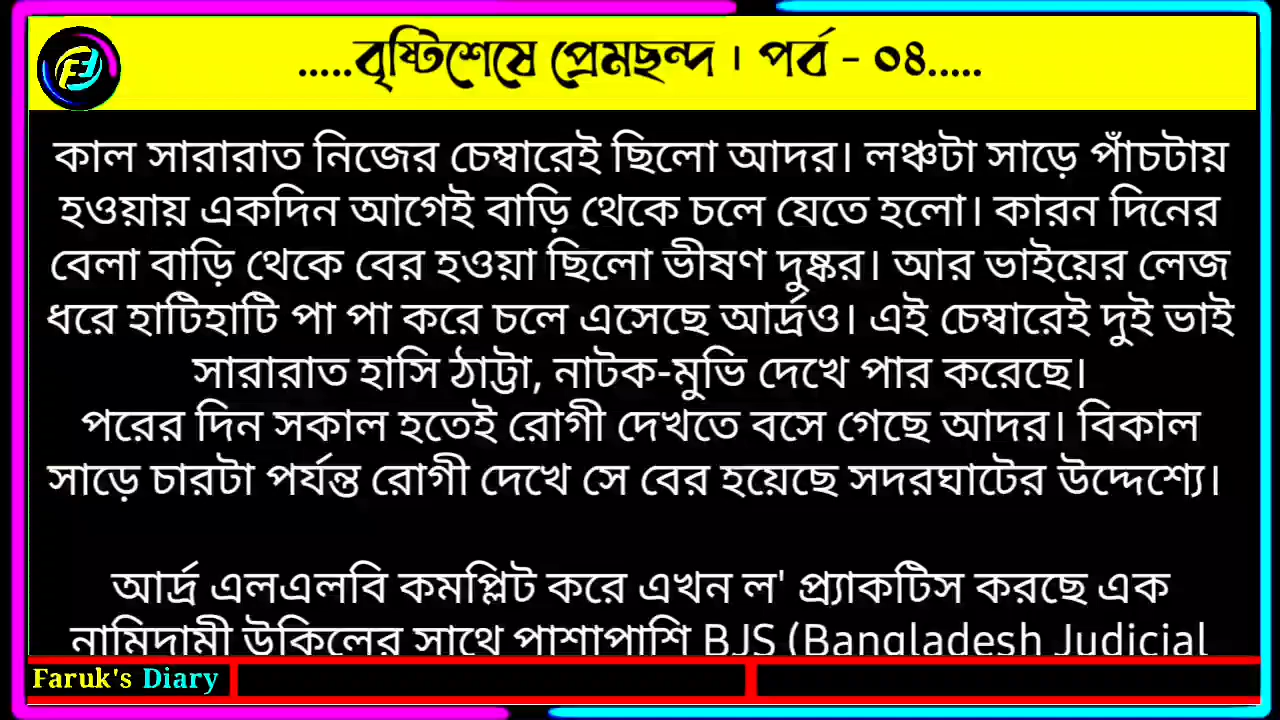 .....বৃষ্টিশেষে প্রেমছন্দ । পর্ব - ০৪.....
কাল সারারাত নিজের চেম্বারেই ছিলো আদর। লঞ্চটা সাড়ে পাঁচটায়
হওয়ায় একদিন আগেই বাড়ি থেকে চলে যেতে হলো। কারন দিনের
বেলা বাড়ি থেকে বের হওয়া ছিলো ভীষণ দুষ্কর। আর ভাইয়ের লেজ
ধরে হাটিহাটি পা পা করে চলে এসেছে আর্দ্রও। এই চেম্বারেই দুই ভাই
সারারাত হাসি ঠাট্টা, নাটক-মুভি দেখে পার করেছে।
পরের দিন সকাল হতেই রোগী দেখতে বসে গেছে আদর। বিকাল
সাড়ে চারটা পর্যন্ত রোগী দেখে সে বের হয়েছে সদরঘাটের উদ্দেশ্যে।
আর্দ্র এলএলবি কমপ্লিট করে এখন ল' প্র্যাকটিস করছে এক
নামিদামী উকিলের সাথে পাশাপাশি BJS (Bangladesh Judicial
Faruk's Diary